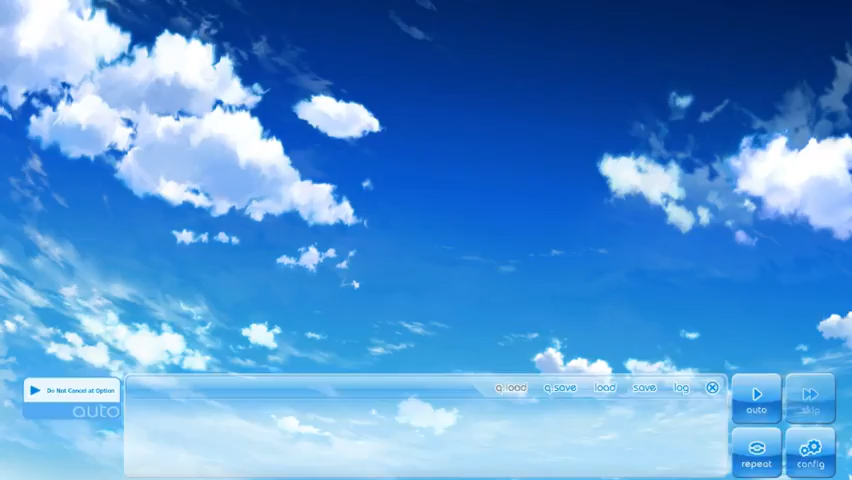 q.load q.save load save log
Do Not Cancel at Option
auto
auto
skip
repeat
config